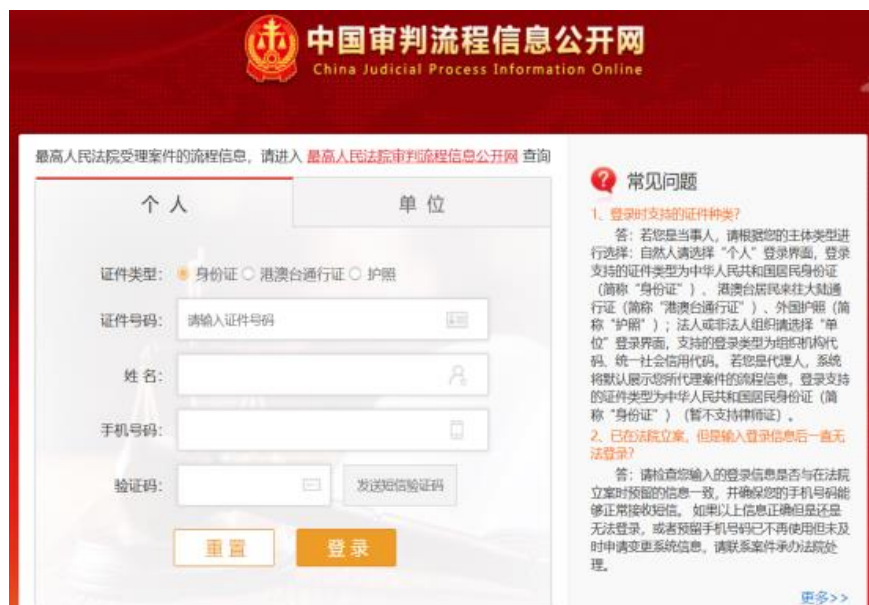 中国审判流程信息公开网
China Judicial Process Information Online
最高人民法院受理案件的流程信息，请进入 最高人民法院审判流程信息公开网 查询
个人
单位
证件类型： 身份证 港澳台通行证 护照
证件号码： 请输入证件号码
姓名：
手机号码：
验证码： 发送短信验证码
重置 登录
常见问题
1、登录时支持的证件种类？
答：若您是当事人，请根据您的主体类型进
行选择：自然人请选择“个人”登录界面，登录
支持的证件类型为中华人民共和国居民身份证
（简称“身份证”）、 港澳台居民来往大陆通
行证（简称“港澳台通行证”）、外国护照（简
称“护照”）；法人或非法人组织请选择“单
位”登录界面，支持的登录类型为组织机构代
码、统一社会信用代码。 若您是代理人，系统
将默认展示您所代理案件的流程信息，登录支持
的证件类型为中华人民共和国居民身份证（简
称“身份证”）（暂不支持律师证）。
2、已在法院立案，但是输入登录信息后一直无
法登录？
答：请检查您输入的登录信息是否与在法院
立案时预留的信息一致，并确保您的手机号码能
够正常接收短信。 如果以上信息正确但是还是
无法登录，或者预留手机号码已不再使用但未及
时申请变更系统信息，请联系案件承办法院处
理。
更多>>